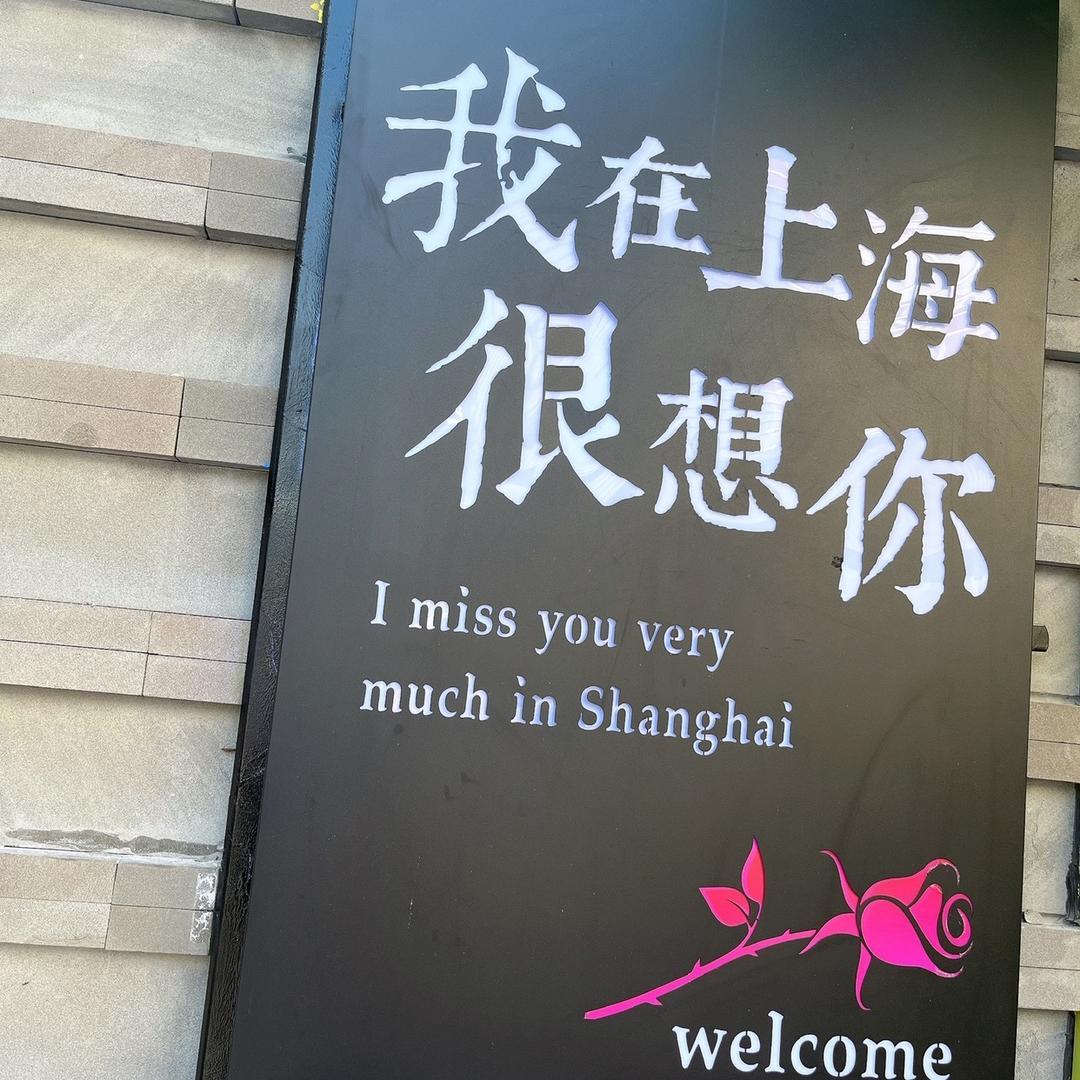 我在上海
很想你
I miss you very
much in Shanghai
welcome